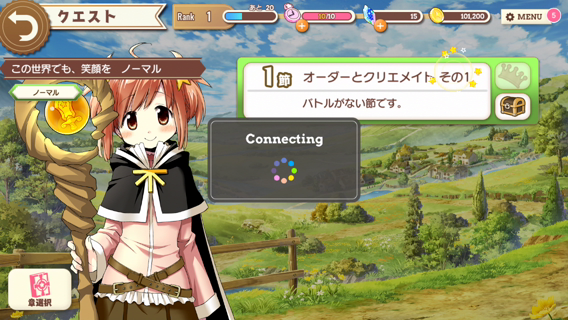 クエスト
Rank 1
あと 20
10/10
15
101,200
MENU
5
この世界でも、笑顔を ノーマル
ノーマル
1節 オーダーとクリエメイト その1
バトルがない節です。
Connecting
章選択